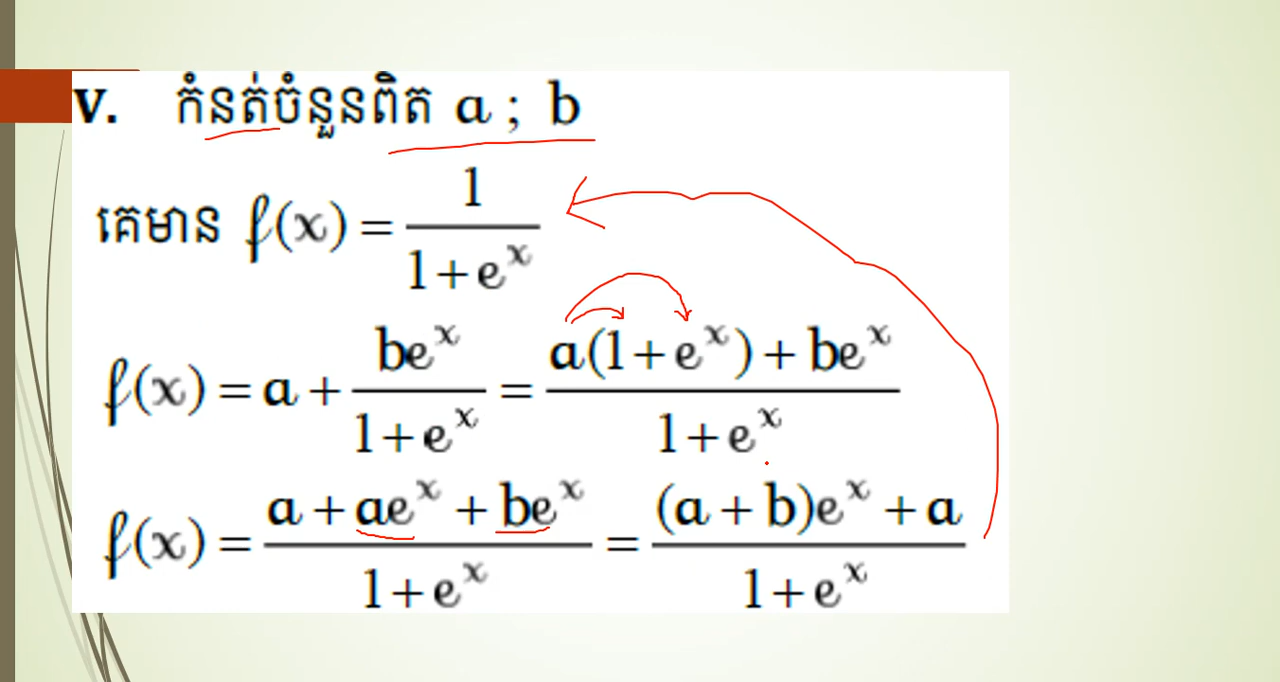 V. កំនត់ចំនួនពិត a ; b
គេមាន f(x) = 1 / (1+e^x)
f(x) = a + be^x / (1+e^x) = (a(1+e^x)+be^x) / (1+e^x)
f(x) = (a+ae^x+be^x) / (1+e^x) = ((a+b)e^x+a) / (1+e^x)